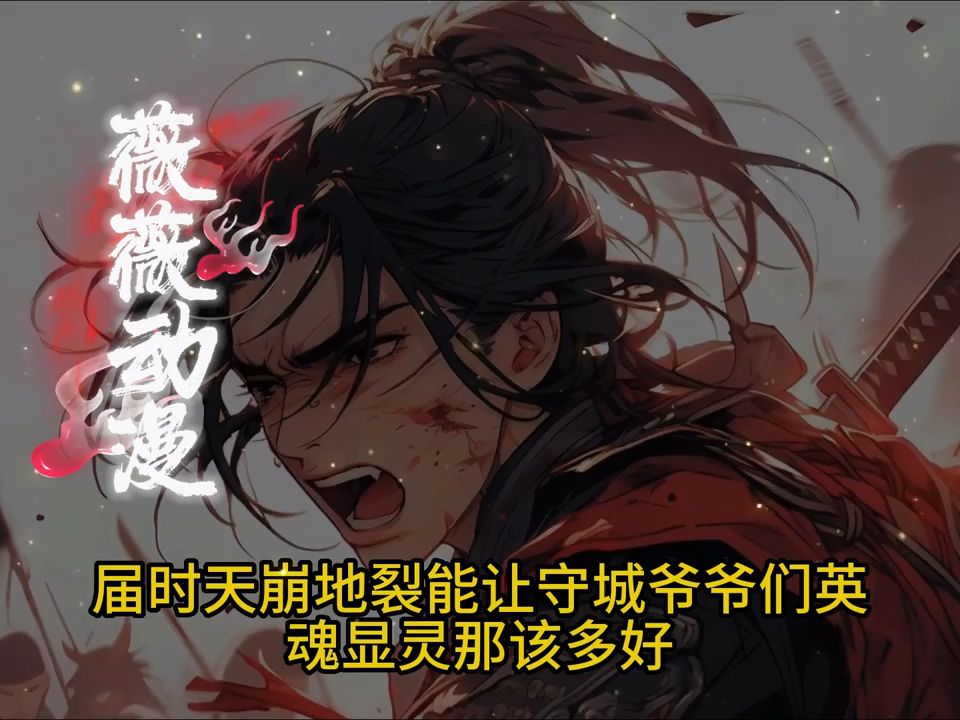 薇薇动漫
届时天崩地裂能让守城爷爷们英
魂显灵那该多好